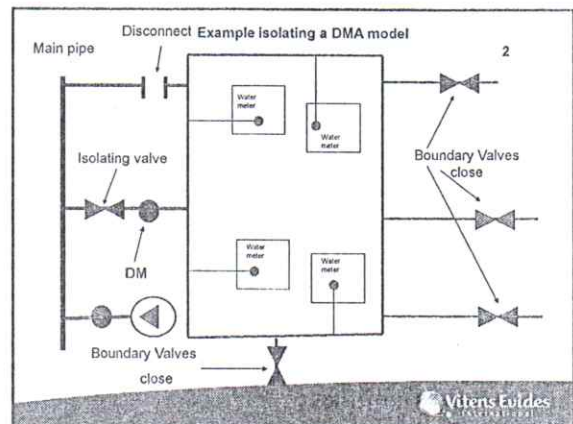 Disconnect
Example isolating a DMA model
Main pipe
2
Water
meter
Water
meter
Isolating valve
Boundary Valves
close
DM
Water
meter
Water
meter
Boundary Valves
close
Vitens Evides
International